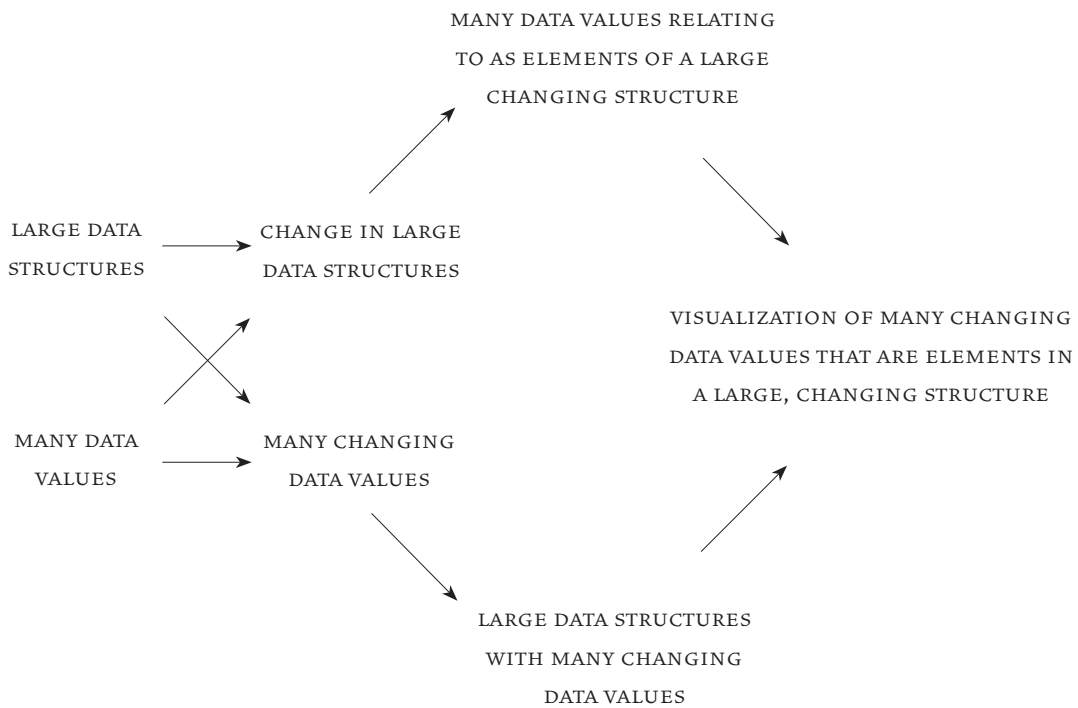 MANY DATA VALUES RELATING
TO AS ELEMENTS OF A LARGE
CHANGING STRUCTURE
LARGE DATA
STRUCTURES
CHANGE IN LARGE
DATA STRUCTURES
VISUALIZATION OF MANY CHANGING
DATA VALUES THAT ARE ELEMENTS IN
A LARGE, CHANGING STRUCTURE
MANY DATA
VALUES
MANY CHANGING
DATA VALUES
LARGE DATA STRUCTURES
WITH MANY CHANGING
DATA VALUES